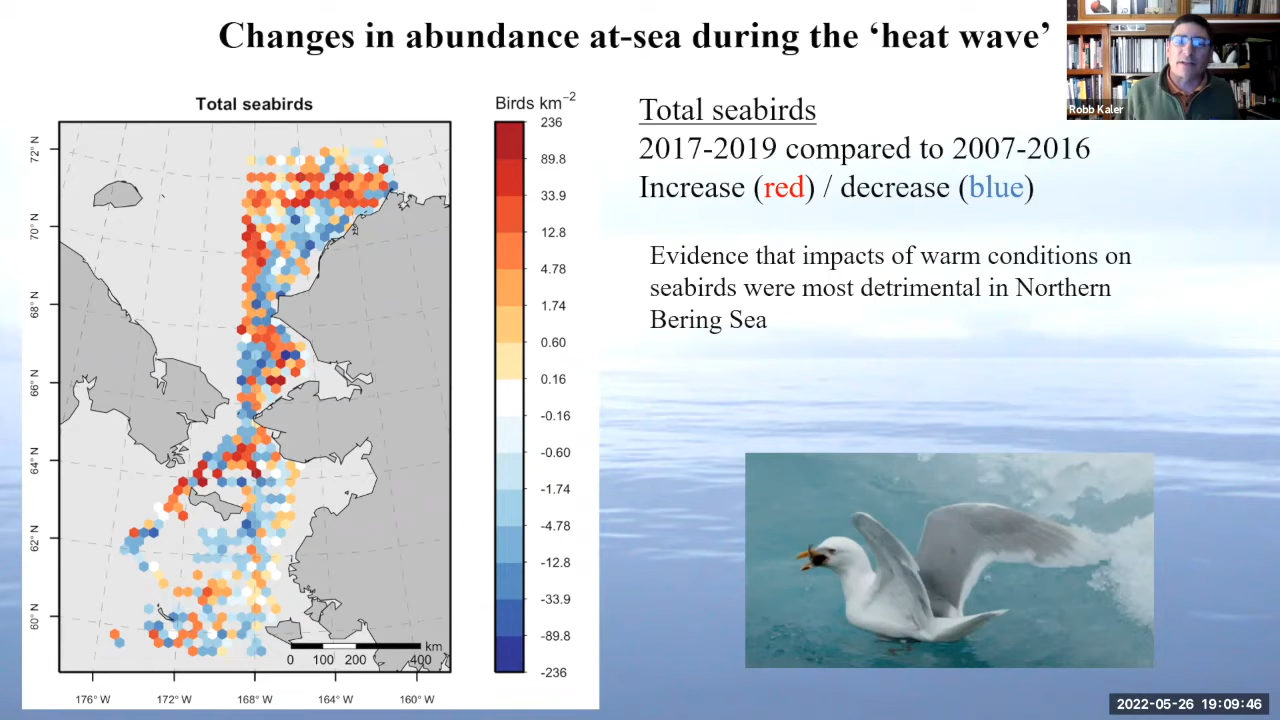 Changes in abundance at-sea during the ‘heat wave’
Robb Kaler
Total seabirds
Birds km−2
72° N
70° N
68° N
66° N
64° N
62° N
60° N
236
89.8
33.9
12.8
4.78
1.74
0.60
0.16
-0.16
-0.60
-1.74
-4.78
-12.8
-33.9
-89.8
-236
km
0 100 200 400
176° W 172° W 168° W 164° W 160° W
Total seabirds
2017-2019 compared to 2007-2016
Increase (red) / decrease (blue)
Evidence that impacts of warm conditions on
seabirds were most detrimental in Northern
Bering Sea
2022-05-26 19:09:46